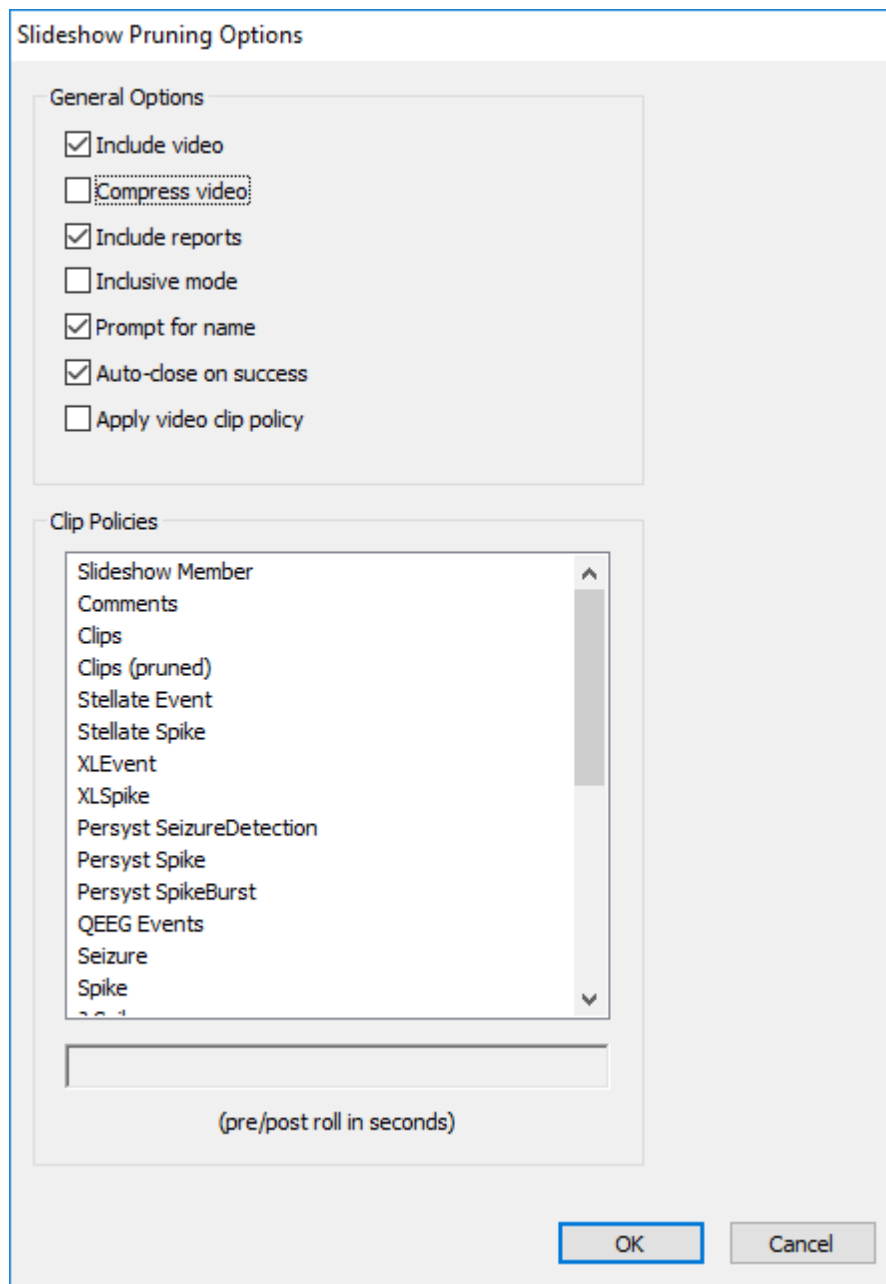 Slideshow Pruning Options
General Options
Include video
Compress video
Include reports
Inclusive mode
Prompt for name
Auto-close on success
Apply video clip policy
Clip Policies
Slideshow Member
Comments
Clips
Clips (pruned)
Stellate Event
Stellate Spike
XLEvent
XLSpike
Persyst SeizureDetection
Persyst Spike
Persyst SpikeBurst
QEEG Events
Seizure
Spike
(pre/post roll in seconds)
OK
Cancel